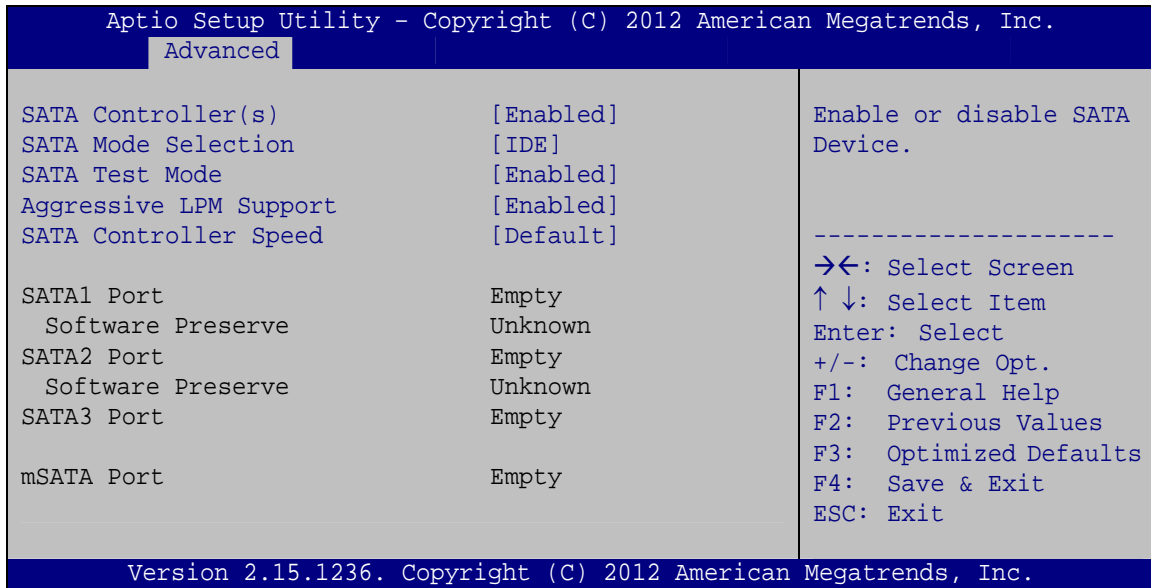 Aptio Setup Utility – Copyright (C) 2012 American Megatrends, Inc.
Advanced
SATA Controller(s) [Enabled]
SATA Mode Selection [IDE]
SATA Test Mode [Enabled]
Aggressive LPM Support [Enabled]
SATA Controller Speed [Default]
SATA1 Port Empty
Software Preserve Unknown
SATA2 Port Empty
Software Preserve Unknown
SATA3 Port Empty
mSATA Port Empty
Enable or disable SATA
Device.
---------------------
→←: Select Screen
↑ ↓: Select Item
Enter: Select
+/-: Change Opt.
F1: General Help
F2: Previous Values
F3: Optimized Defaults
F4: Save & Exit
ESC: Exit
Version 2.15.1236. Copyright (C) 2012 American Megatrends, Inc.